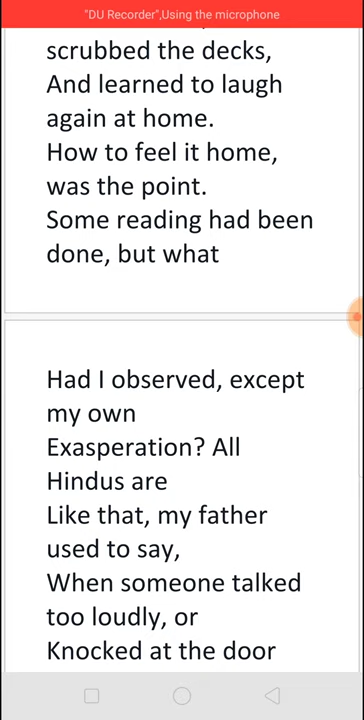 "DU Recorder",Using the microphone
scrubbed the decks,
And learned to laugh
again at home.
How to feel it home,
was the point.
Some reading had been
done, but what
Had I observed, except
my own
Exasperation? All
Hindus are
Like that, my father
used to say,
When someone talked
too loudly, or
Knocked at the door